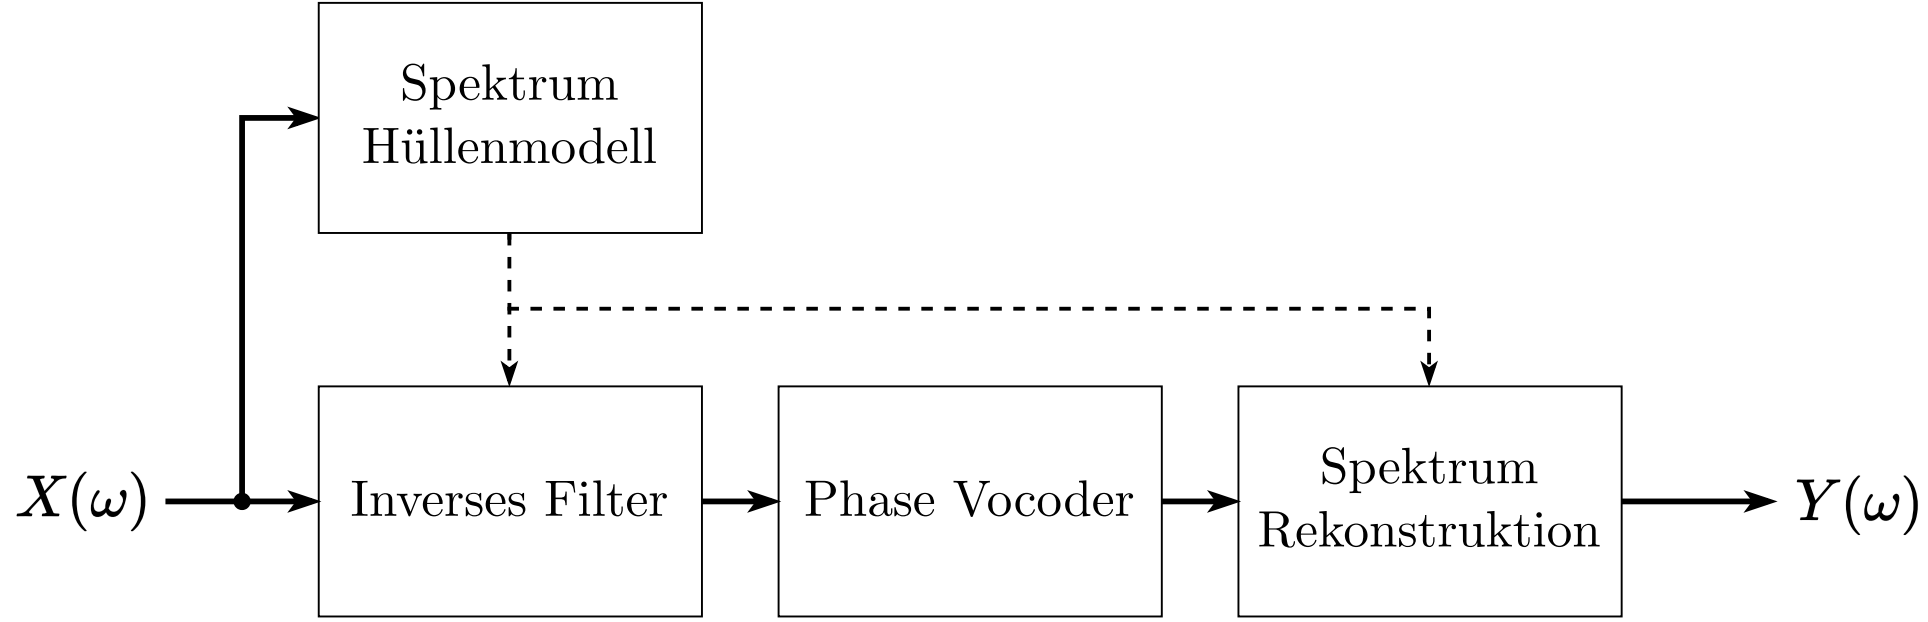 Spektrum
Hüllenmodell
X(ω)
Inverses Filter
Phase Vocoder
Spektrum
Rekonstruktion
Y(ω)